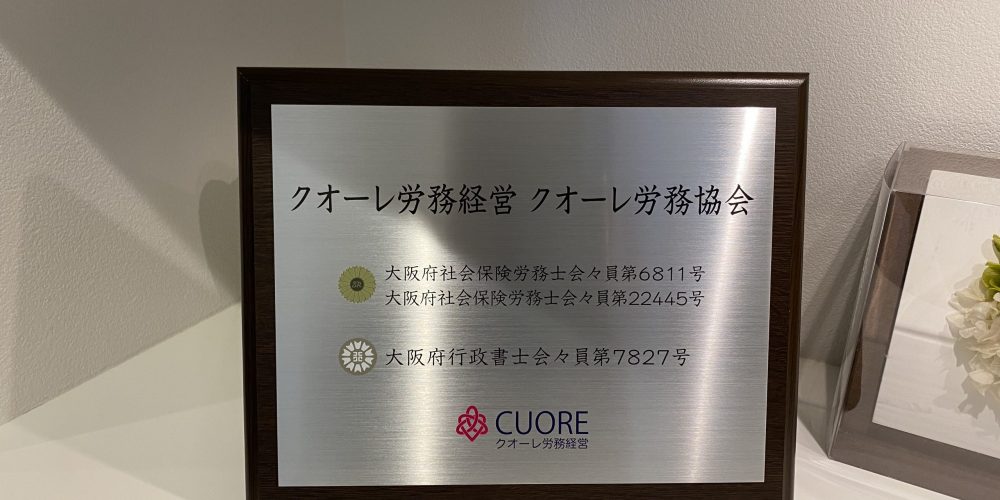 クオーレ労務経営 クオーレ労務協会
SR
大阪府社会保険労務士会々員第6811号
大阪府社会保険労務士会々員第22445号
大阪府行政書士会々員第7827号
CUORE
クオーレ労務経営